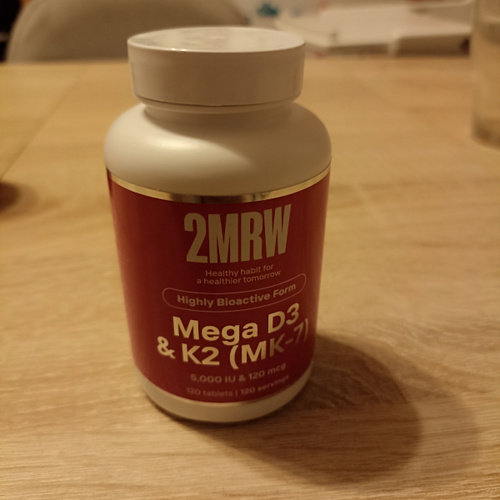 2MRW
Healthy habit for
a healthier tomorrow
Highly Bioactive Form
Mega D3
& K2 (MK-7)
5,000 IU & 120 mcg
120 tablets | 120 servings